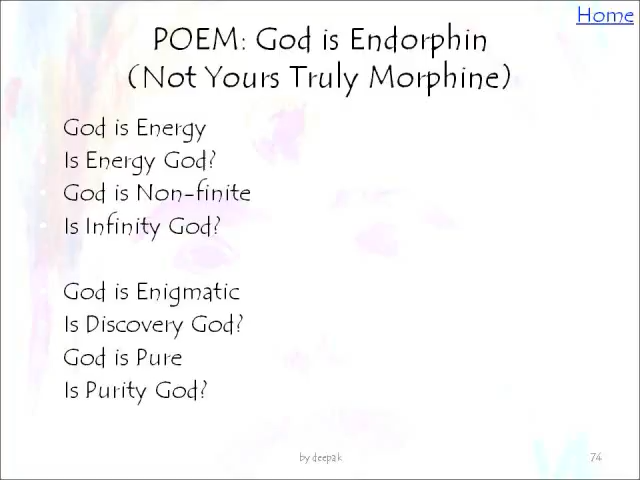 Home
POEM: God is Endorphin
(Not Yours Truly Morphine)
God is Energy
Is Energy God?
God is Non-finite
Is Infinity God?
God is Enigmatic
Is Discovery God?
God is Pure
Is Purity God?
by deepak
74